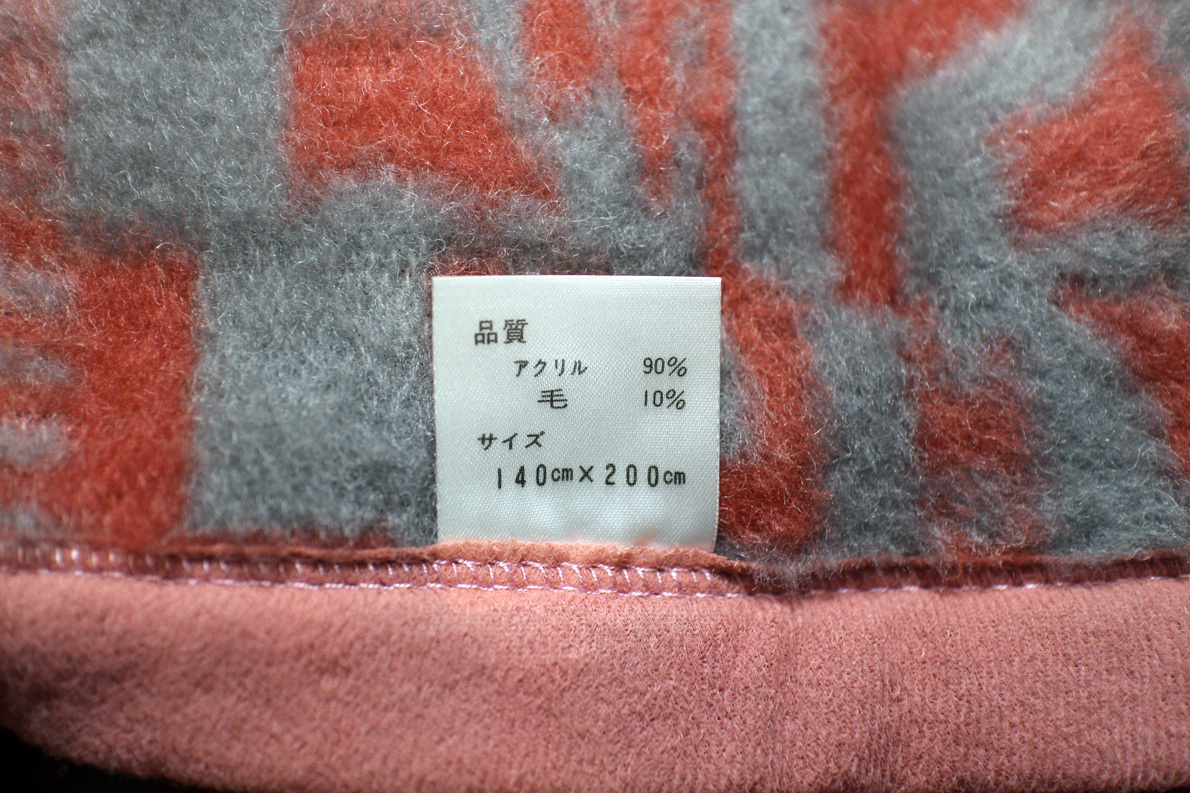 品質
アクリル 90%
毛 10%
サイズ
140cm×200cm